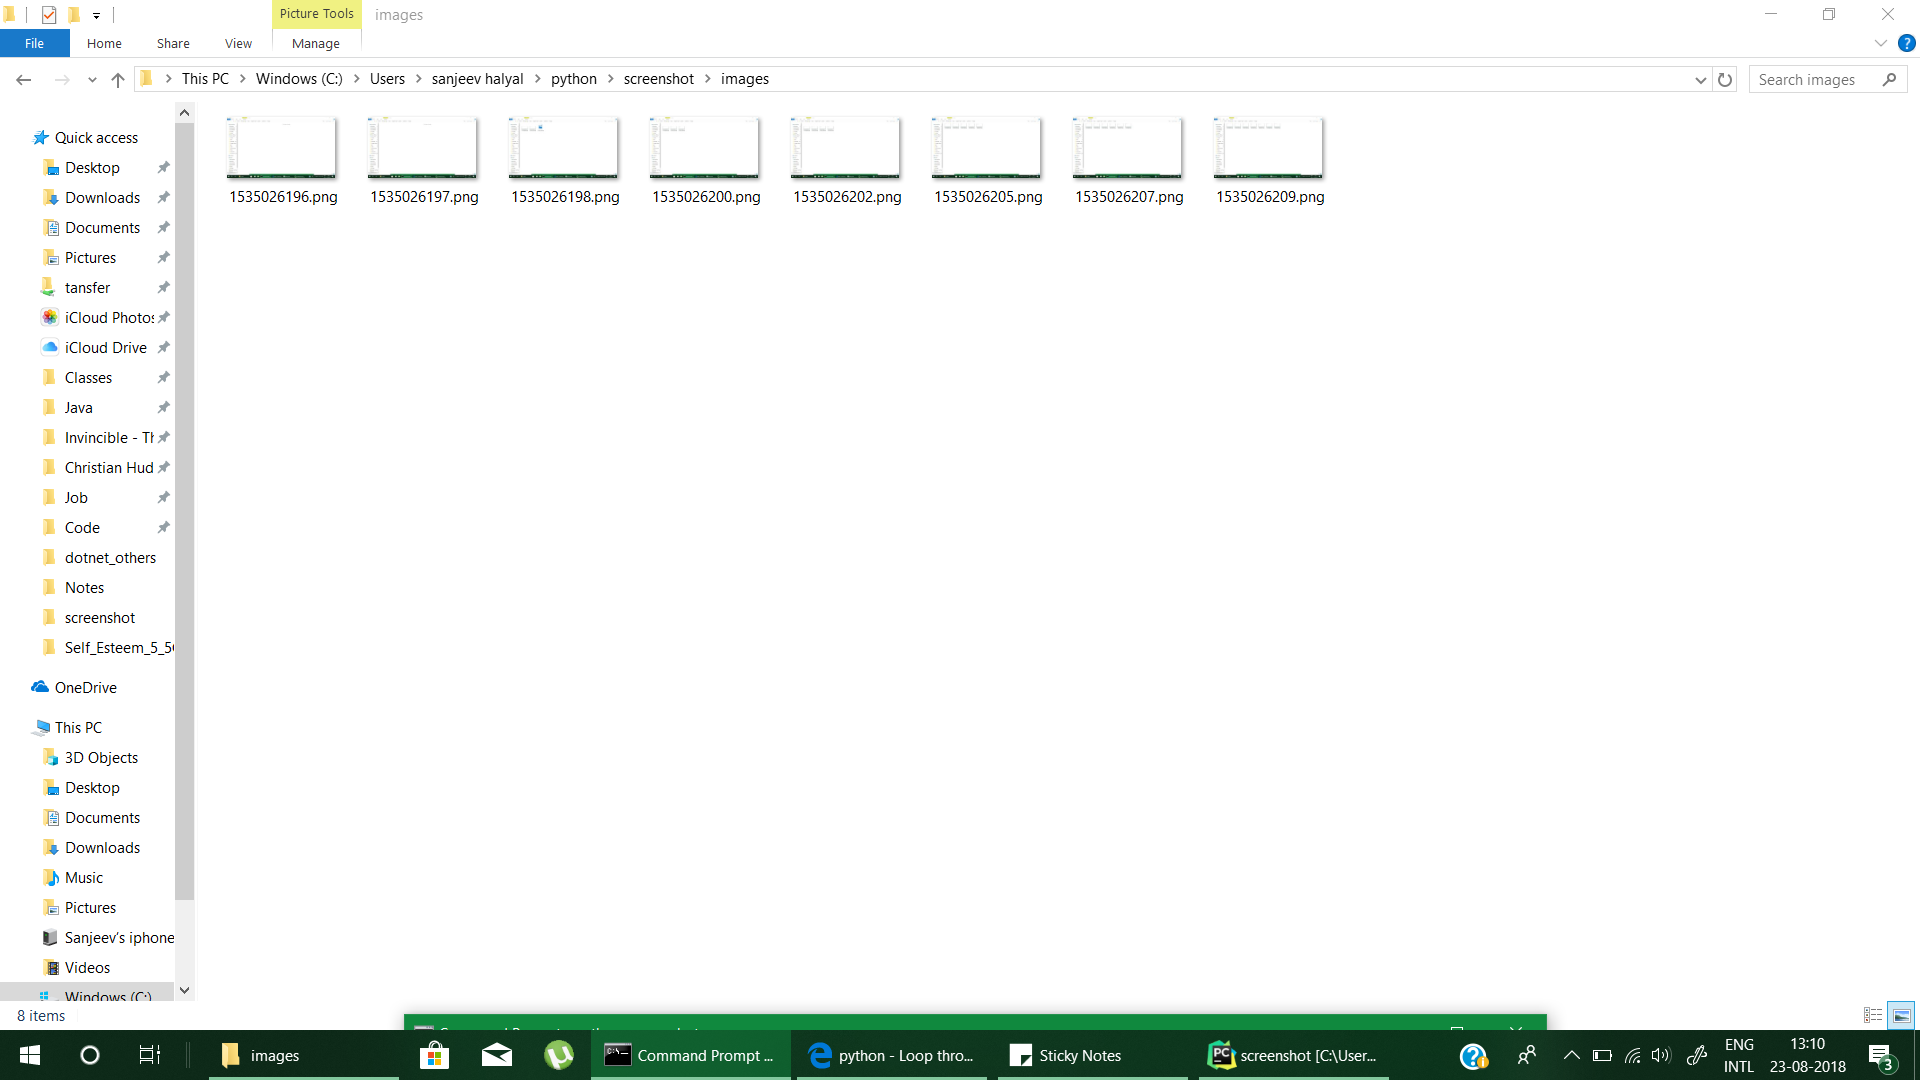 Picture Tools
images
File
Home
Share
View
Manage
This PC
Windows (C:)
Users
sanjeev halyal
python
screenshot
images
Search images
Quick access
Desktop
Downloads
Documents
Pictures
tansfer
iCloud Photos
iCloud Drive
Classes
Java
Invincible - Th
Christian Hud
Job
Code
dotnet_others
Notes
screenshot
Self_Esteem_5_5
OneDrive
This PC
3D Objects
Desktop
Documents
Downloads
Music
Pictures
Sanjeev's iphone
Videos
Windows (C:)
1535026196.png
1535026197.png
1535026198.png
1535026200.png
1535026202.png
1535026205.png
1535026207.png
1535026209.png
8 items
images
Command Prompt ...
python - Loop thro...
Sticky Notes
screenshot [C:\User...
ENG
INTL
13:10
23-08-2018
3